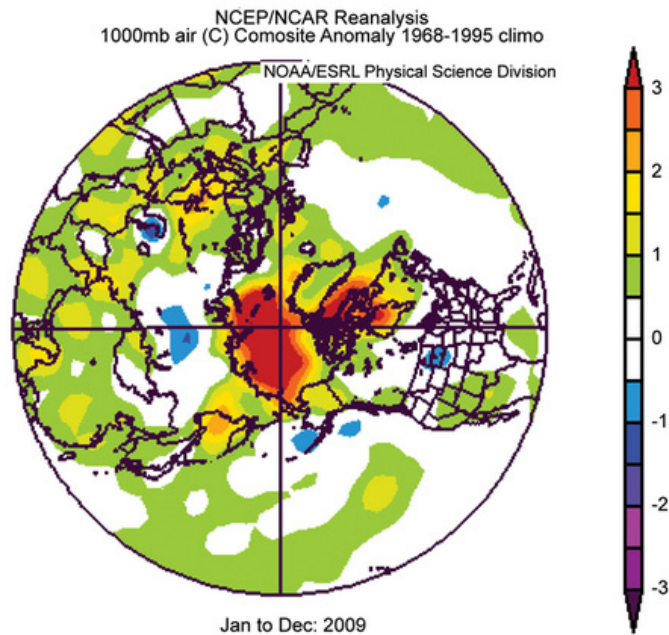 NCEP/NCAR Reanalysis
1000mb air (C) Comosite Anomaly 1968-1995 climo
NOAA/ESRL Physical Science Division
3
2
1
0
-1
-2
-3
Jan to Dec: 2009